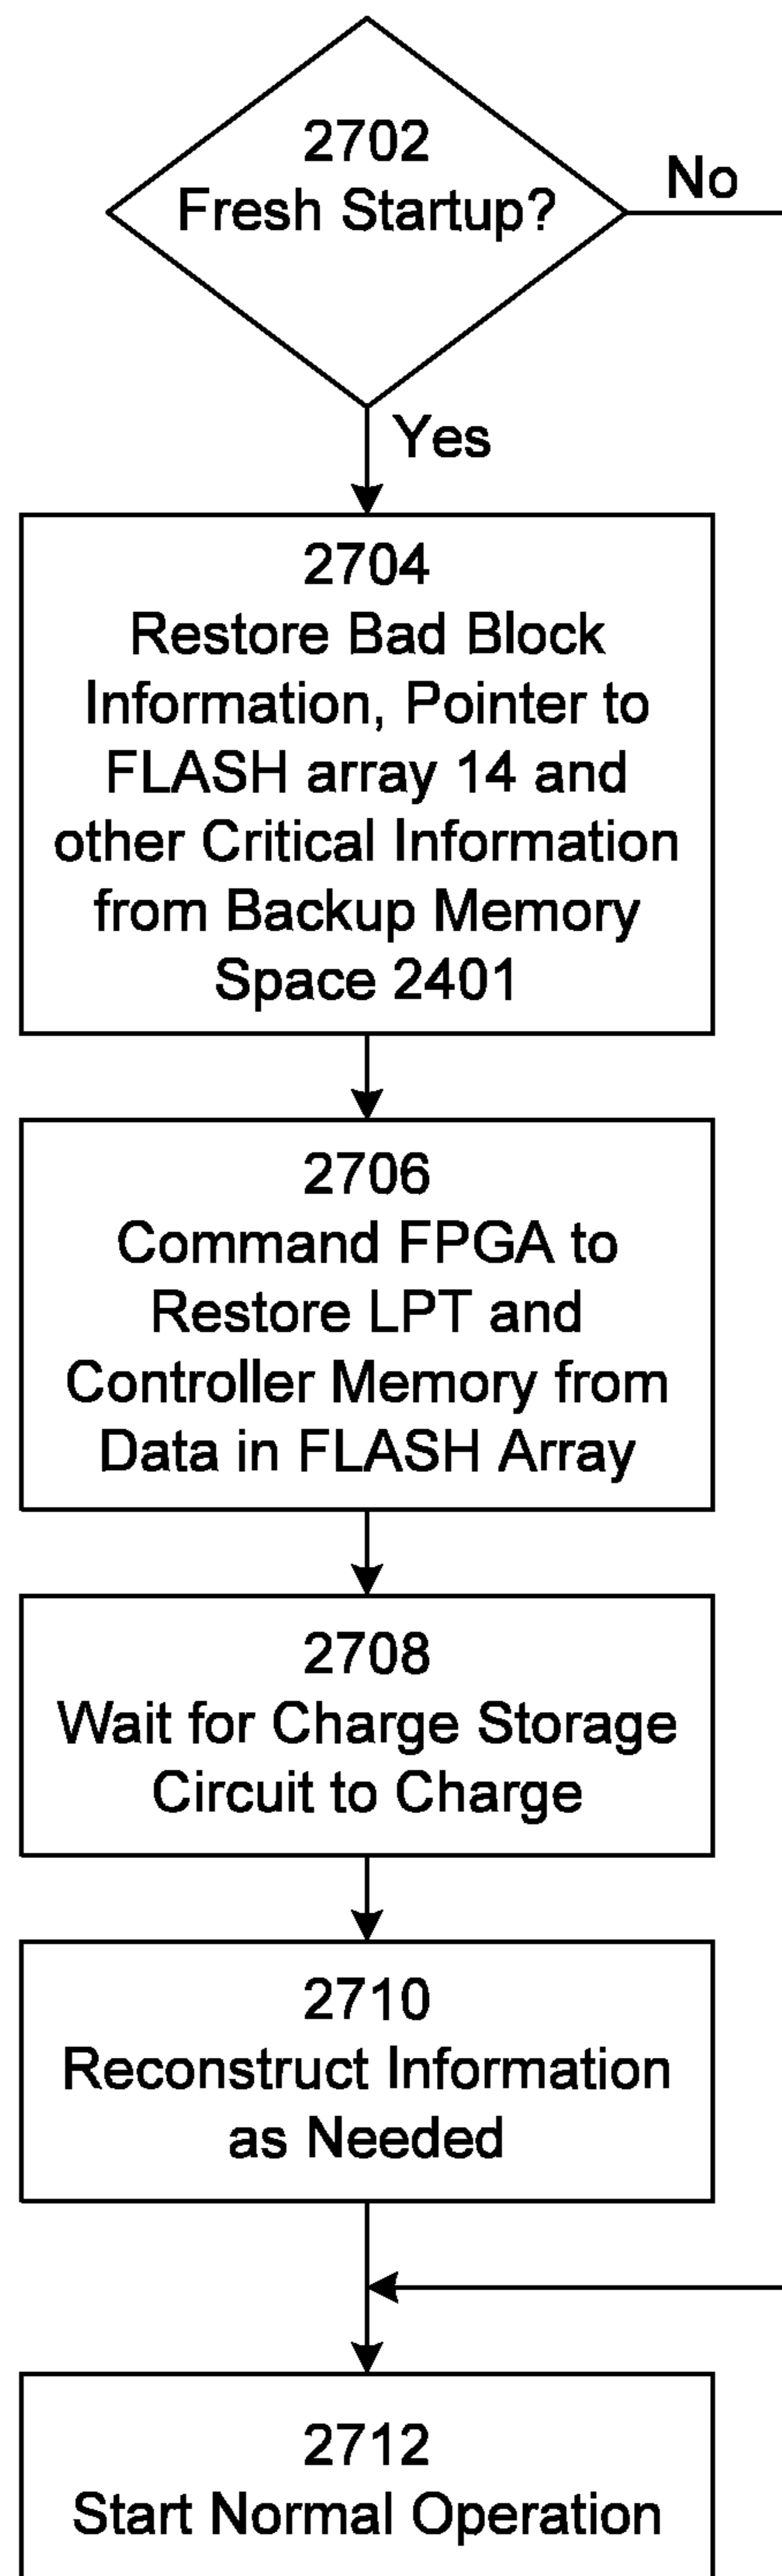 2702
Fresh Startup?
No
Yes
2704
Restore Bad Block
Information, Pointer to
FLASH array 14 and
other Critical Information
from Backup Memory
Space 2401
2706
Command FPGA to
Restore LPT and
Controller Memory from
Data in FLASH Array
2708
Wait for Charge Storage
Circuit to Charge
2710
Reconstruct Information
as Needed
2712
Start Normal Operation